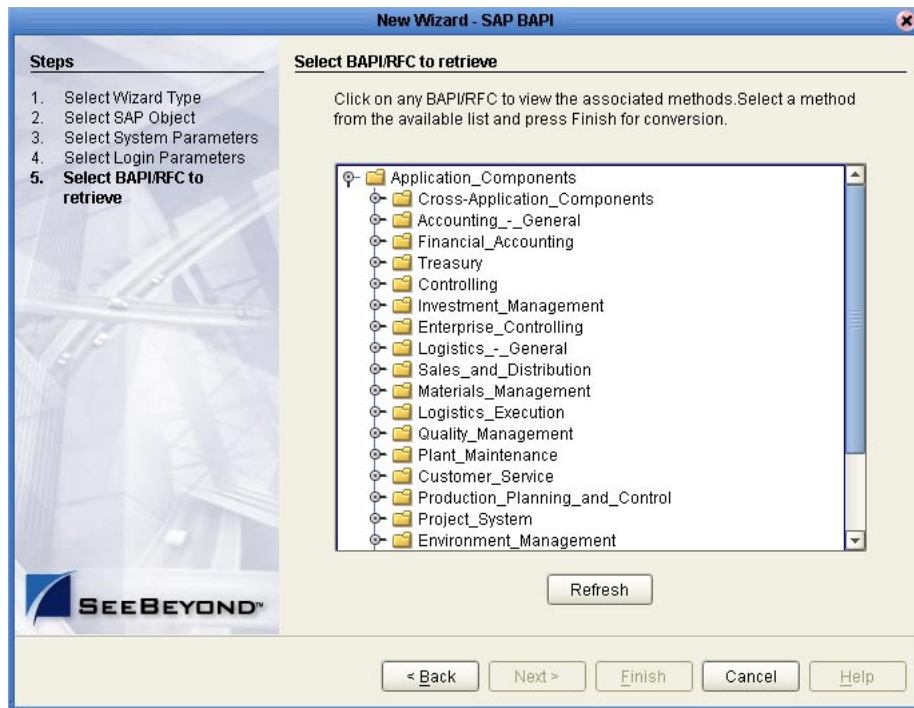 New Wizard - SAP BAPI
Steps
1. Select Wizard Type
2. Select SAP Object
3. Select System Parameters
4. Select Login Parameters
5. Select BAPI/RFC to
retrieve
Select BAPI/RFC to retrieve
Click on any BAPI/RFC to view the associated methods.Select a method
from the available list and press Finish for conversion.
Application_Components
Cross-Application_Components
Accounting_-_General
Financial_Accounting
Treasury
Controlling
Investment_Management
Enterprise_Controlling
Logistics_-_General
Sales_and_Distribution
Materials_Management
Logistics_Execution
Quality_Management
Plant_Maintenance
Customer_Service
Production_Planning_and_Control
Project_System
Environment_Management
Refresh
SEEBEYOND™
< Back
Next >
Finish
Cancel
Help